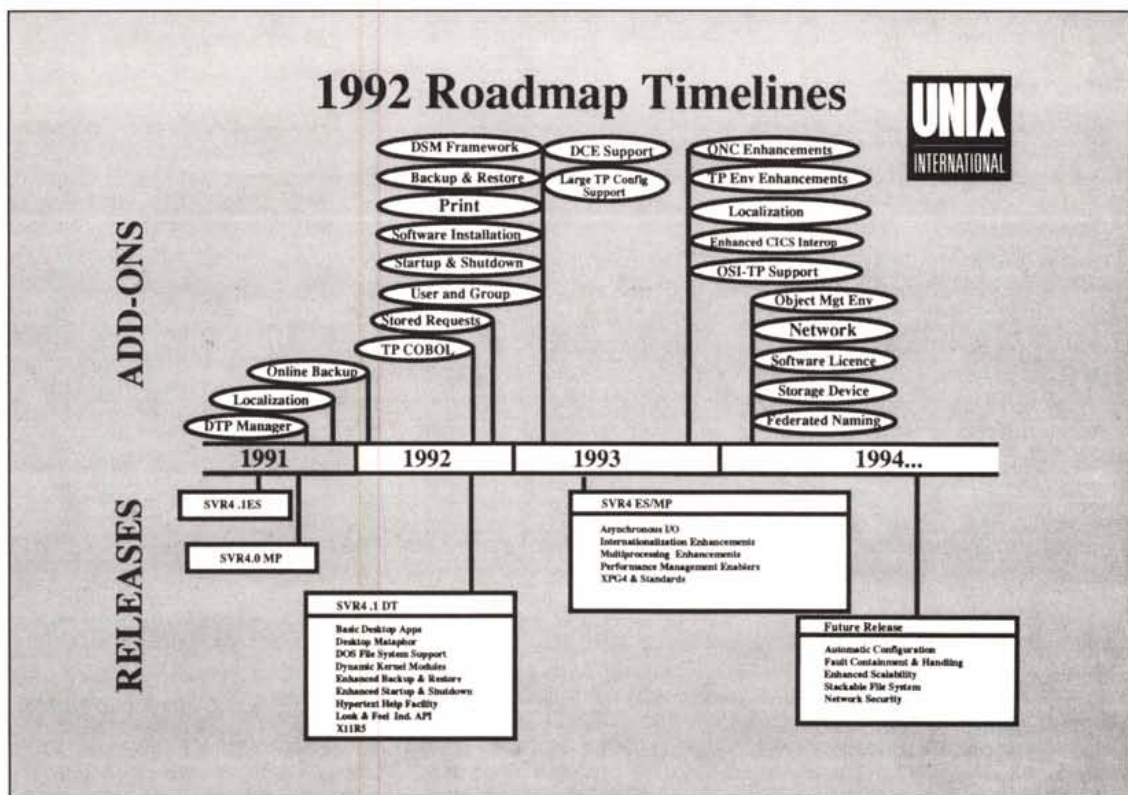 1992 Roadmap Timelines
UNIX
INTERNATIONAL
ADD-ONS
DSM Framework
Backup & Restore
Print
Software Installation
Startup & Shutdown
User and Group
Stored Requests
TP COBOL
Online Backup
Localization
DTP Manager
DCE Support
Large TP Config
Support
ONC Enhancements
TP Env Enhancements
Localization
Enhanced CICS Interop
OSI-TP Support
Object Mgt Env
Network
Software Licence
Storage Device
Federated Naming
1991
1992
1993
1994...
RELEASES
SVR4 .1ES
SVR4.0 MP
SVR4 .1 DT
Basic Desktop Apps
Desktop Mataphor
DOS File System Support
Dynamic Kernel Modules
Enhanced Backup & Restore
Enhanced Startup & Shutdown
Hypertext Help Facility
Look & Feel Ind. API
X11R5
SVR4 ES/MP
Asynchronous I/O
Internationalization Enhancements
Multiprocessing Enhancements
Performance Management Enablers
XPG4 & Standards
Future Release
Automatic Configuration
Fault Containment & Handling
Enhanced Scalability
Stackable File System
Network Security